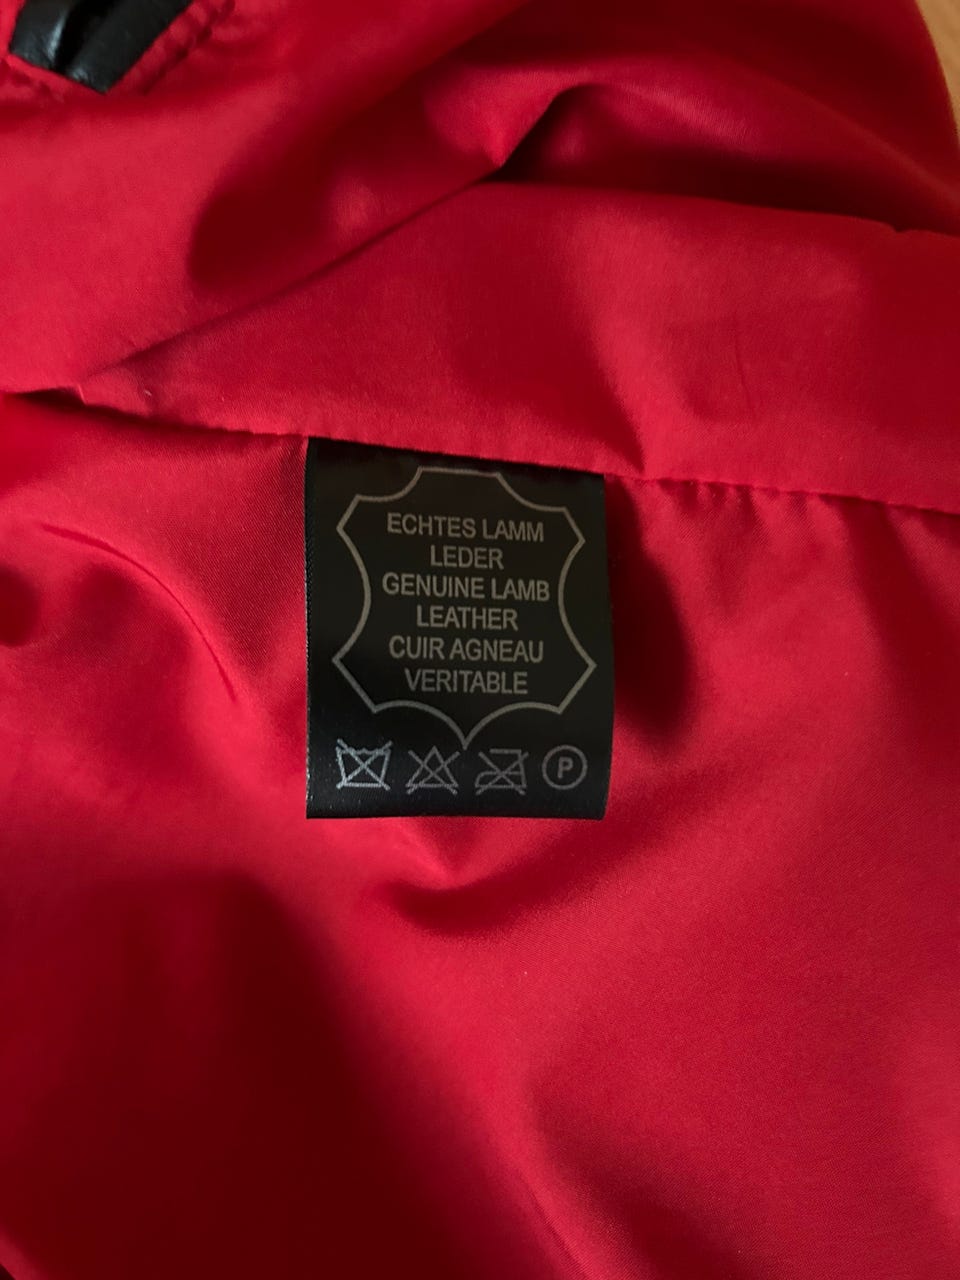 ECHTES LAMM
LEDER
GENUINE LAMB
LEATHER
CUIR AGNEAU
VERITABLE
P